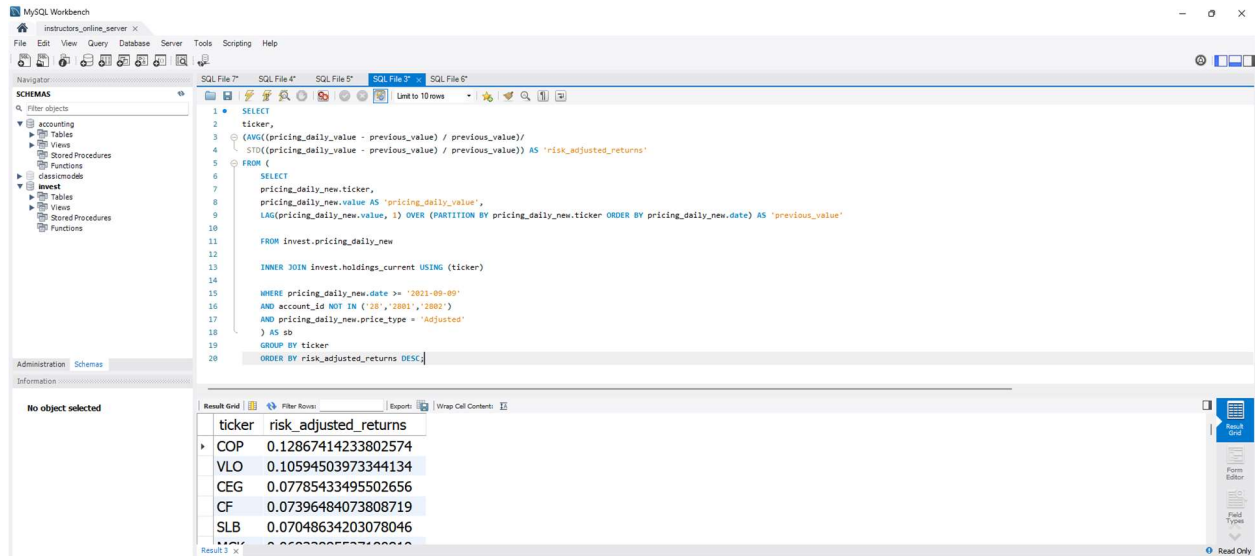 MySQL Workbench
instructors_online_server ×
File Edit View Query Database Server Tools Scripting Help
Navigator
SQL File 7* SQL File 4* SQL File 5* SQL File 3* × SQL File 6*
SCHEMAS
Filter objects
accounting
Tables
Views
Stored Procedures
Functions
classicmodels
invest
Tables
Views
Stored Procedures
Functions
Administration Schemas
Information
No object selected
Limit to 10 rows
1 SELECT
2 ticker,
3 (AVG((pricing_daily_value - previous_value) / previous_value)/
4 STD((pricing_daily_value - previous_value) / previous_value)) AS 'risk_adjusted_returns'
5 FROM (
6 SELECT
7 pricing_daily_new.ticker,
8 pricing_daily_new.value AS 'pricing_daily_value',
9 LAG(pricing_daily_new.value, 1) OVER (PARTITION BY pricing_daily_new.ticker ORDER BY pricing_daily_new.date) AS 'previous_value'
10
11 FROM invest.pricing_daily_new
12
13 INNER JOIN invest.holdings_current USING (ticker)
14
15 WHERE pricing_daily_new.date >= '2021-09-09'
16 AND account_id NOT IN ('28','2801','2802')
17 AND pricing_daily_new.price_type = 'Adjusted'
18 ) AS sb
19 GROUP BY ticker
20 ORDER BY risk_adjusted_returns DESC;
Result Grid Filter Rows: Export: Wrap Cell Content:
ticker risk_adjusted_returns
COP 0.12867414233802574
VLO 0.10594503973344134
CEG 0.07785433495502656
CF 0.07396484073808719
SLB 0.07048634203078046
Result Grid
Form Editor
Field Types
Result 3 ×
Read Only